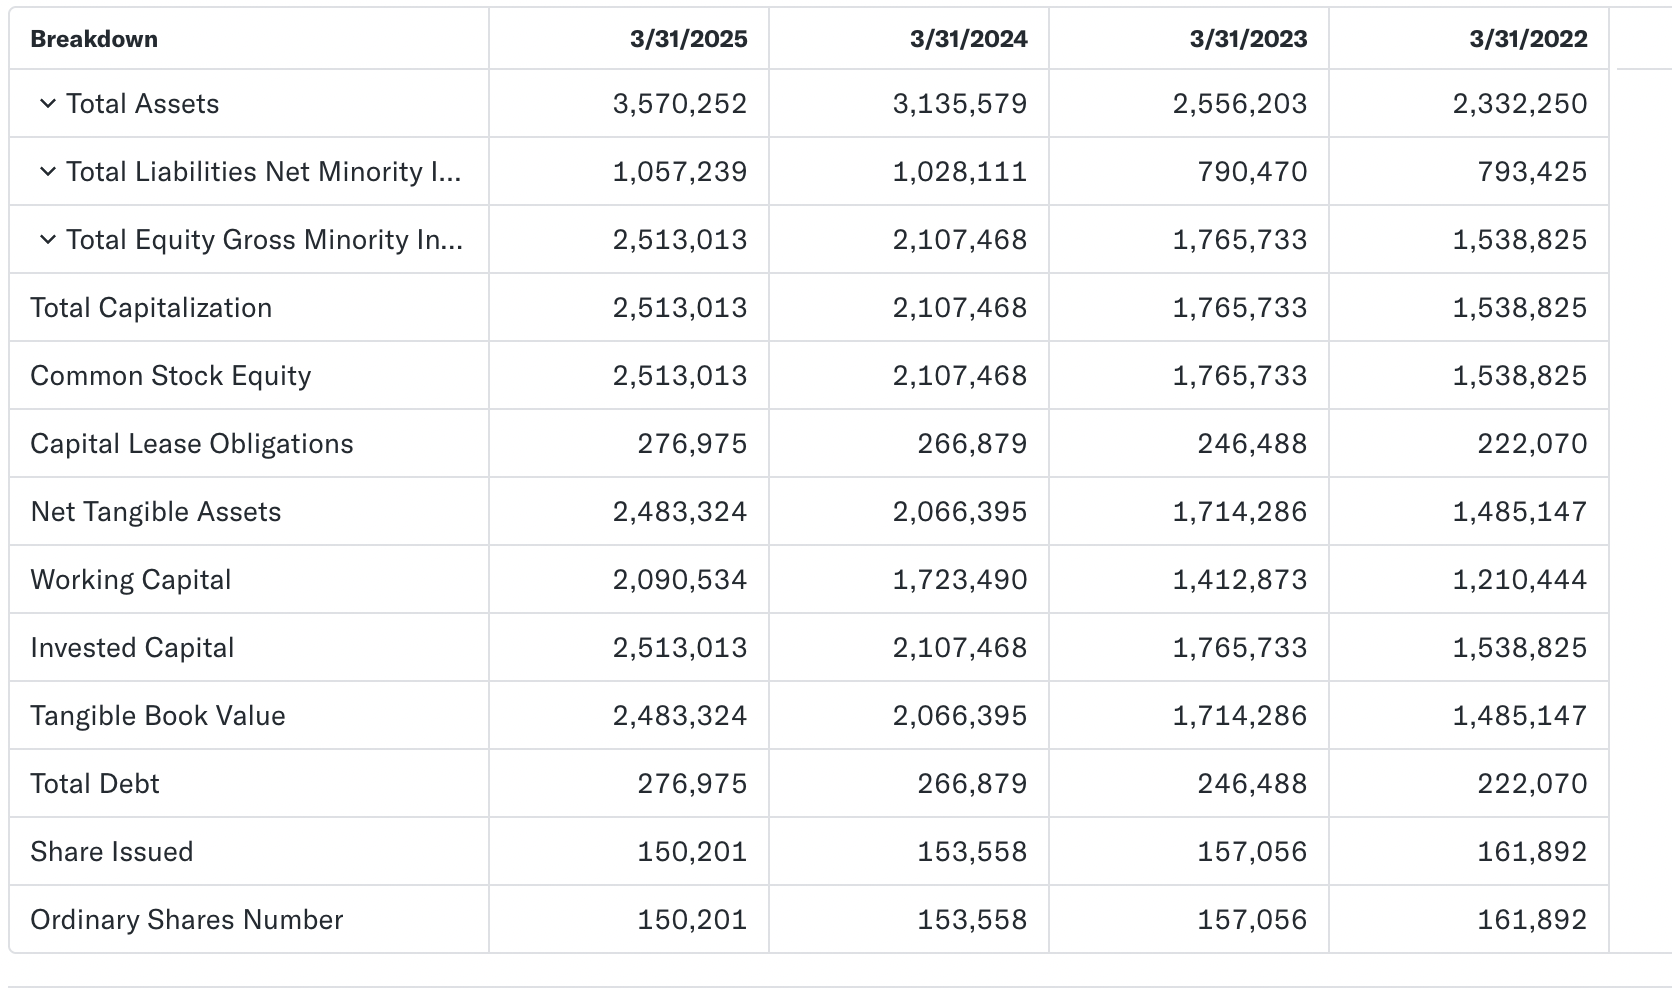 Breakdown 3/31/2025 3/31/2024 3/31/2023 3/31/2022
Total Assets 3,570,252 3,135,579 2,556,203 2,332,250
Total Liabilities Net Minority I... 1,057,239 1,028,111 790,470 793,425
Total Equity Gross Minority In... 2,513,013 2,107,468 1,765,733 1,538,825
Total Capitalization 2,513,013 2,107,468 1,765,733 1,538,825
Common Stock Equity 2,513,013 2,107,468 1,765,733 1,538,825
Capital Lease Obligations 276,975 266,879 246,488 222,070
Net Tangible Assets 2,483,324 2,066,395 1,714,286 1,485,147
Working Capital 2,090,534 1,723,490 1,412,873 1,210,444
Invested Capital 2,513,013 2,107,468 1,765,733 1,538,825
Tangible Book Value 2,483,324 2,066,395 1,714,286 1,485,147
Total Debt 276,975 266,879 246,488 222,070
Share Issued 150,201 153,558 157,056 161,892
Ordinary Shares Number 150,201 153,558 157,056 161,892